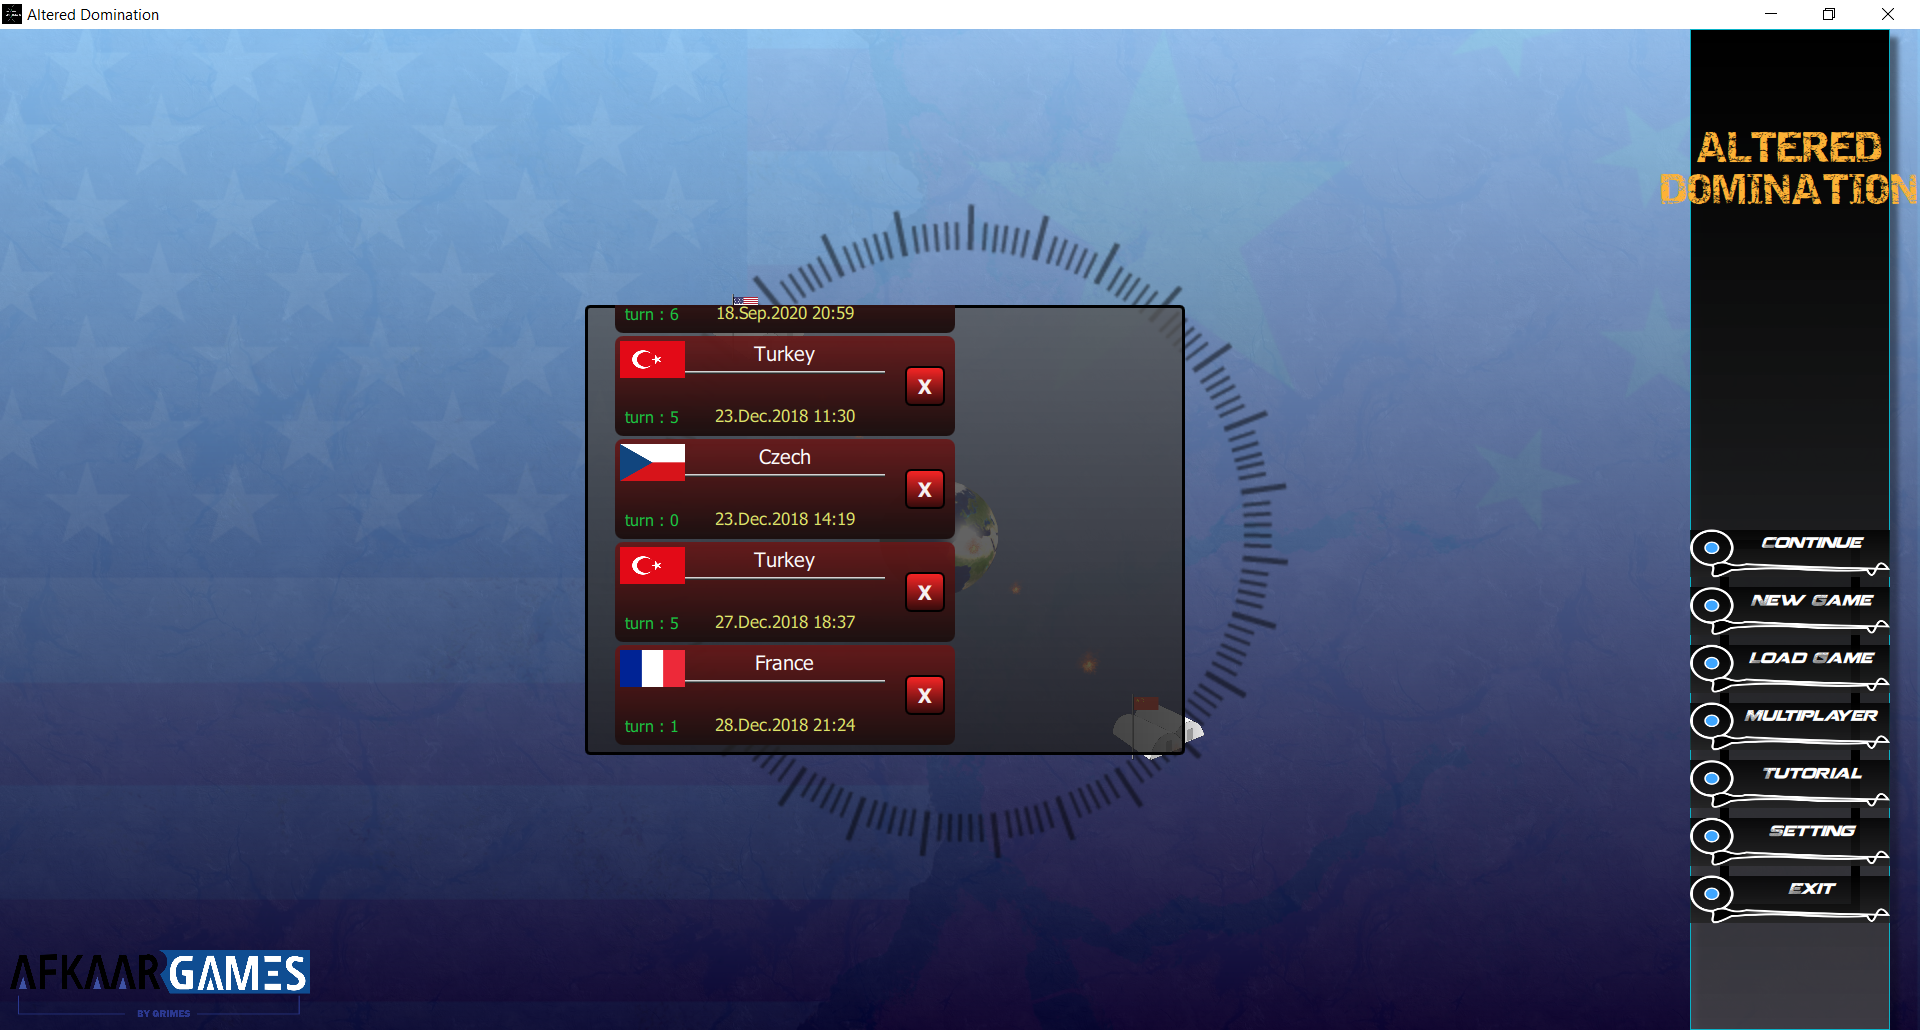 Altered Domination
ALTERED
DOMINATION
turn : 6 18.Sep.2020 20:59
Turkey
X
turn : 5 23.Dec.2018 11:30
Czech
X
turn : 0 23.Dec.2018 14:19
Turkey
X
turn : 5 27.Dec.2018 18:37
France
X
turn : 1 28.Dec.2018 21:24
CONTINUE
NEW GAME
LOAD GAME
MULTIPLAYER
TUTORIAL
SETTING
EXIT
AFKAARGAMES
BY GRIMES